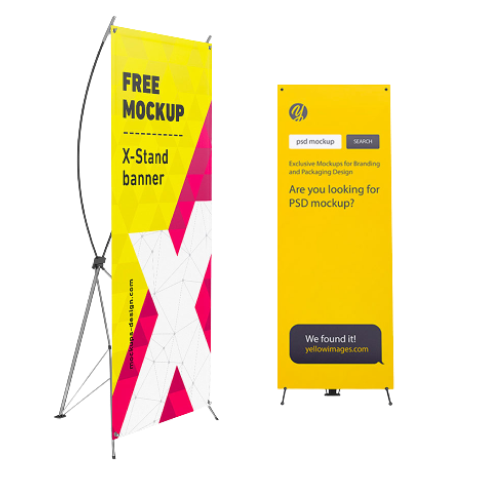 FREE
MOCKUP
X-Stand
banner
mockups-design.com
psd mockup
SEARCH
Exclusive Mockups for Branding
and Packaging Design
Are you looking for
PSD mockup?
We found it!
yellowimages.com